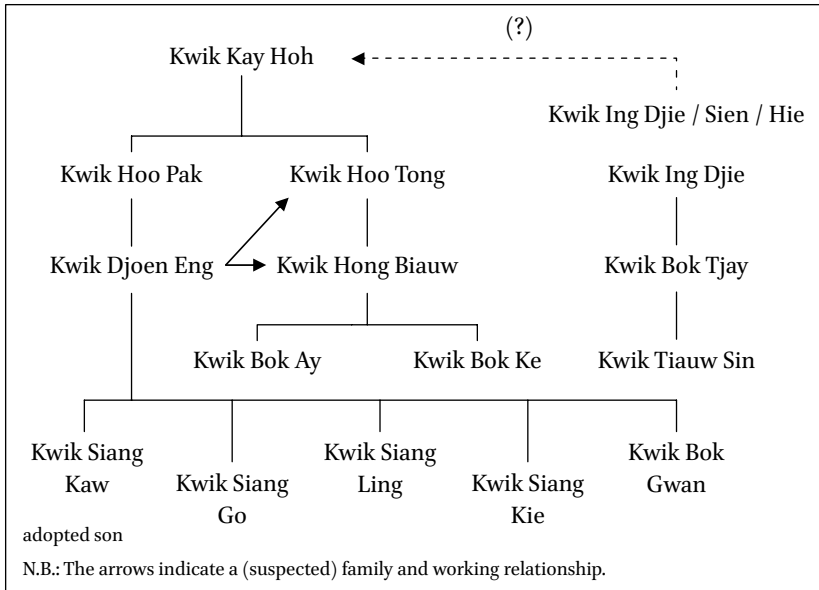 (?)
Kwik Kay Hoh
Kwik Ing Djie / Sien / Hie
Kwik Hoo Pak
Kwik Hoo Tong
Kwik Ing Djie
Kwik Djoen Eng
Kwik Hong Biauw
Kwik Bok Tjay
Kwik Bok Ay
Kwik Bok Ke
Kwik Tiauw Sin
Kwik Siang
Kaw
Kwik Siang
Go
Kwik Siang
Ling
Kwik Siang
Kie
Kwik Bok
Gwan
adopted son
N.B.: The arrows indicate a (suspected) family and working relationship.